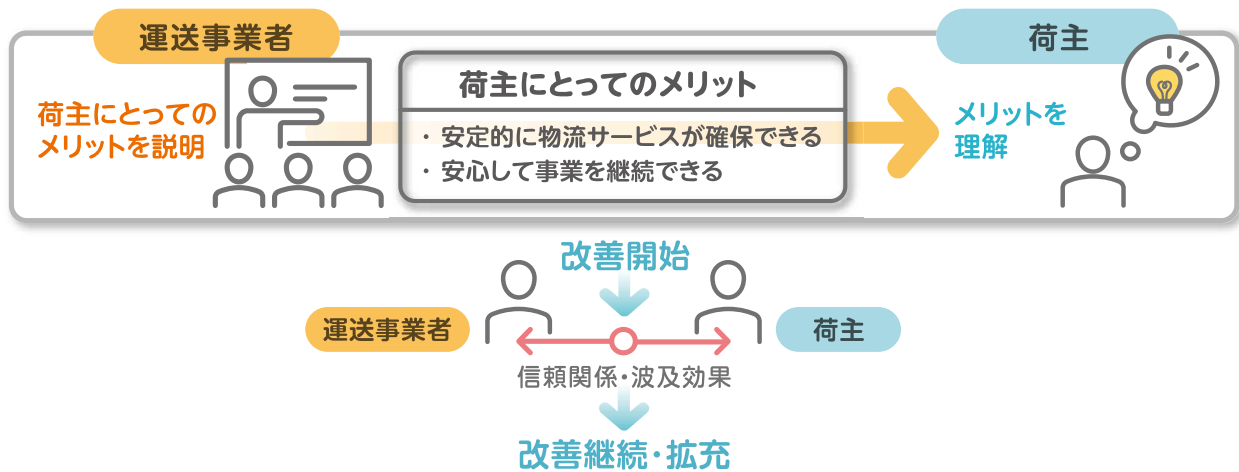 運送事業者
荷主
荷主にとっての
メリットを説明
荷主にとってのメリット
・ 安定的に物流サービスが確保できる
・ 安心して事業を継続できる
メリットを
理解
改善開始
運送事業者
荷主
信頼関係・波及効果
改善継続・拡充